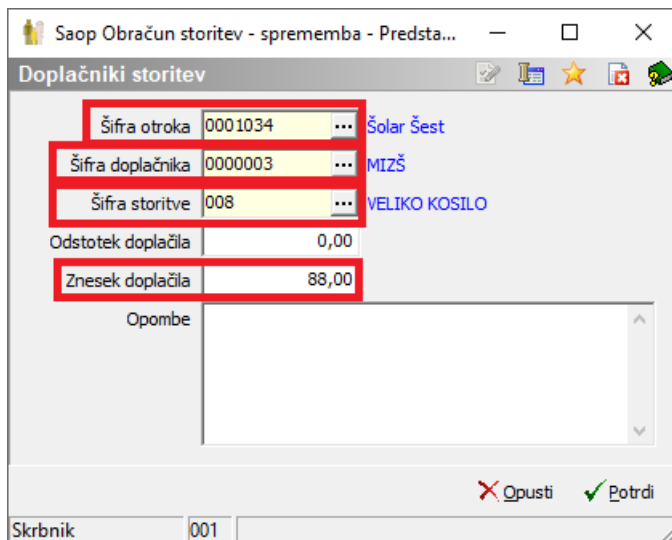 Saop Obračun storitev - sprememba - Predsta...
Doplačniki storitev
Šifra otroka 0001034 ... Šolar Šest
Šifra doplačnika 0000003 ... MIZŠ
Šifra storitve 008 ... VELIKO KOSILO
Odstotek doplačila 0,00
Znesek doplačila 88,00
Opombe
Opusti Potrdi
Skrbnik 001